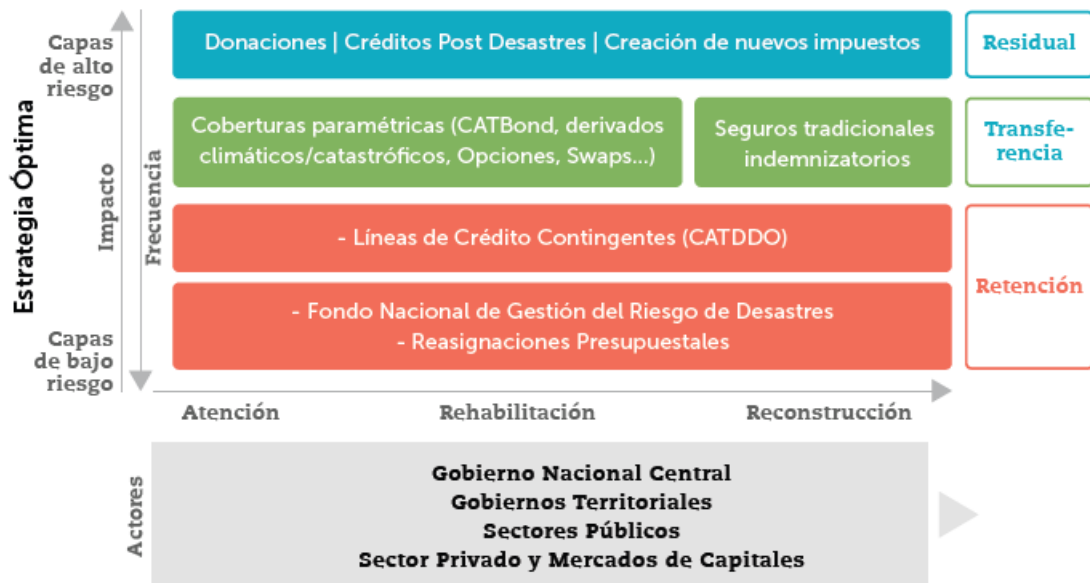 Estrategia Óptima
Capas
de alto
riesgo
Impacto
Frecuencia
Capas
de bajo
riesgo
Donaciones | Créditos Post Desastres | Creación de nuevos impuestos
Residual
Coberturas paramétricas (CATBond, derivados
climáticos/catastróficos, Opciones, Swaps...)
Seguros tradicionales
indemnizatorios
Transfe-
rencia
- Líneas de Crédito Contingentes (CATDDO)
- Fondo Nacional de Gestión del Riesgo de Desastres
- Reasignaciones Presupuestales
Retención
Atención
Rehabilitación
Reconstrucción
Actores
Gobierno Nacional Central
Gobiernos Territoriales
Sectores Públicos
Sector Privado y Mercados de Capitales